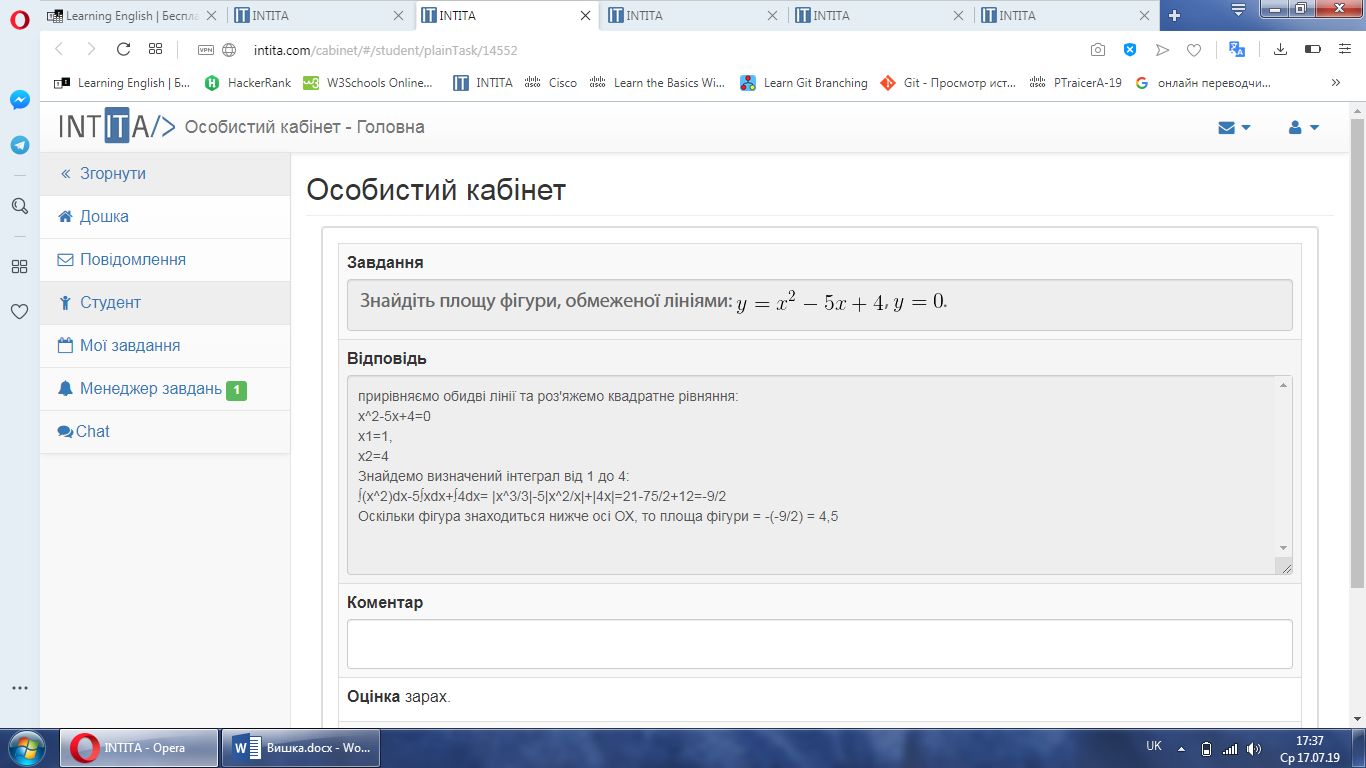 Learning English | Беспла
INTITA
INTITA
INTITA
INTITA
INTITA
VPN
intita.com/cabinet/#/student/plainTask/14552
Learning English | Б...
HackerRank
W3Schools Online...
INTITA
Cisco
Learn the Basics Wi...
Learn Git Branching
Git - Просмотр ист...
PTraicerA-19
онлайн переводчи...
INTITA/> Особистий кабінет - Головна
Згорнути
Дошка
Повідомлення
Студент
Мої завдання
Менеджер завдань 1
Chat
Особистий кабінет
Завдання
Знайдіть площу фігури, обмеженої лініями: y = x² − 5x + 4, y = 0.
Відповідь
прирівняємо обидві лінії та роз'яжемо квадратне рівняння:
x^2-5x+4=0
x1=1,
x2=4
Знайдемо визначений інтеграл від 1 до 4:
∫(x^2)dx-5∫xdx+∫4dx= |x^3/3|-5|x^2/x|+|4x|=21-75/2+12=-9/2
Оскільки фігура знаходиться нижче осі OX, то площа фігури = -(-9/2) = 4,5
Коментар
Оцінка зарах.
INTITA - Opera
Вишка.docx - Wo...
UK
17:37
Ср 17.07.19